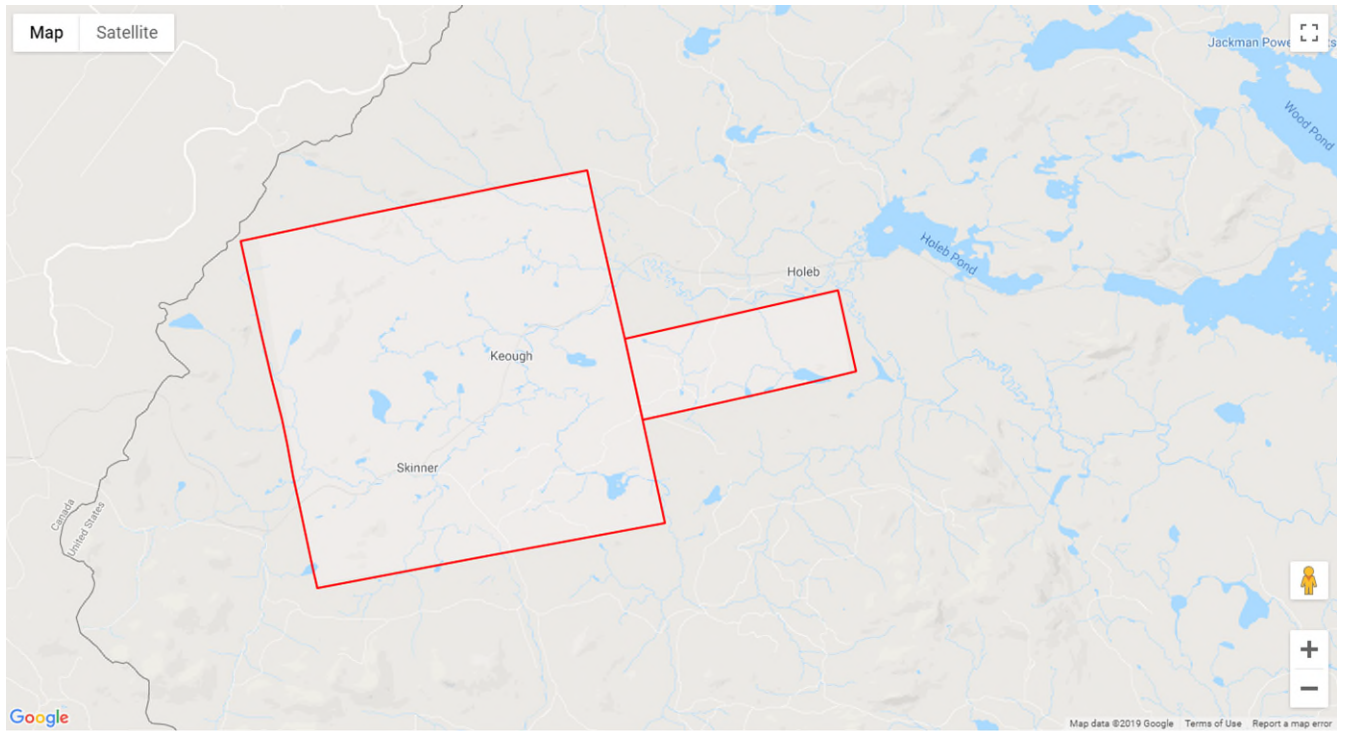 Map Satellite
Jackman Powe
Wood Pond
Holeb Pond
Holeb
Keough
Skinner
Canada
United States
Google
Map data ©2019 Google Terms of Use Report a map error